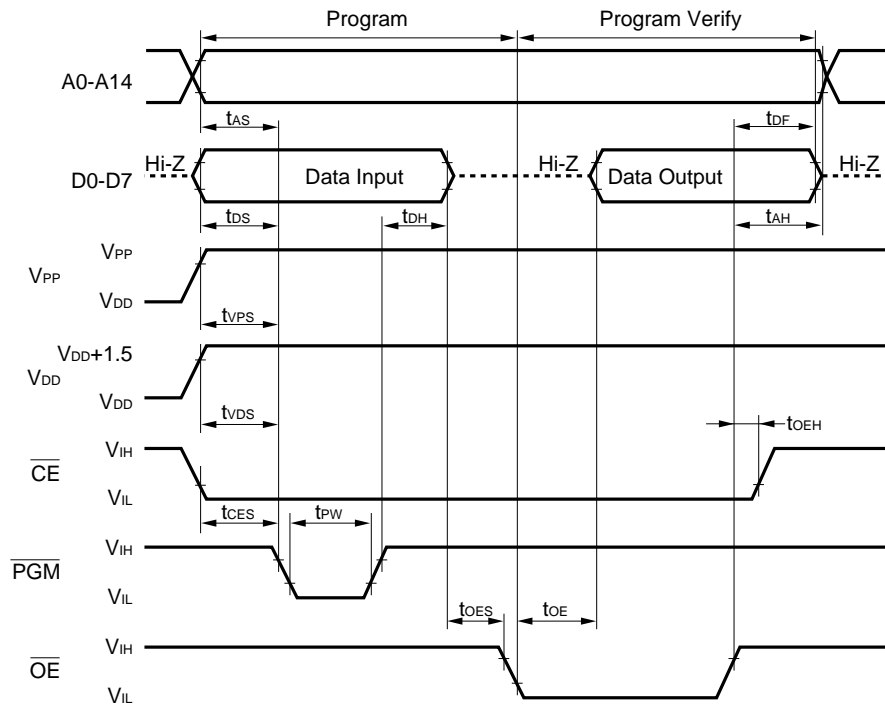 Program Program Verify
A0-A14
tAS tDF
Hi-Z Hi-Z Hi-Z
D0-D7 Data Input Data Output
tDS tDH tAH
VPP
VPP
VDD
tVPS
VDD+1.5
VDD
VDD
tVDS
tOEH
VIH
CE
VIL
tCES tPW
VIH
PGM
VIL
tOES tOE
VIH
OE
VIL